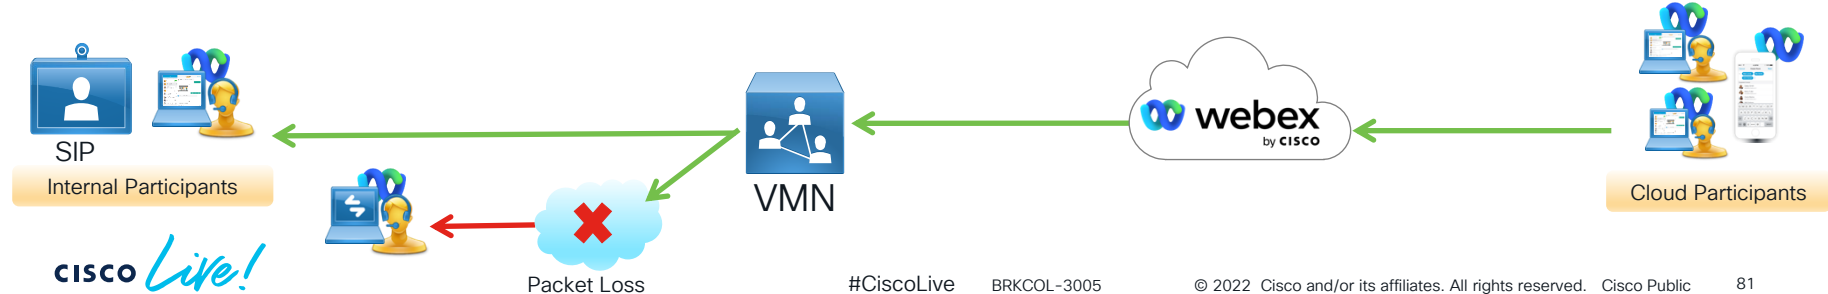 SIP
Internal Participants
VMN
webex
by CISCO
Cloud Participants
Packet Loss
CISCO Live!
#CiscoLive
BRKCOL-3005
© 2022 Cisco and/or its affiliates. All rights reserved. Cisco Public
81